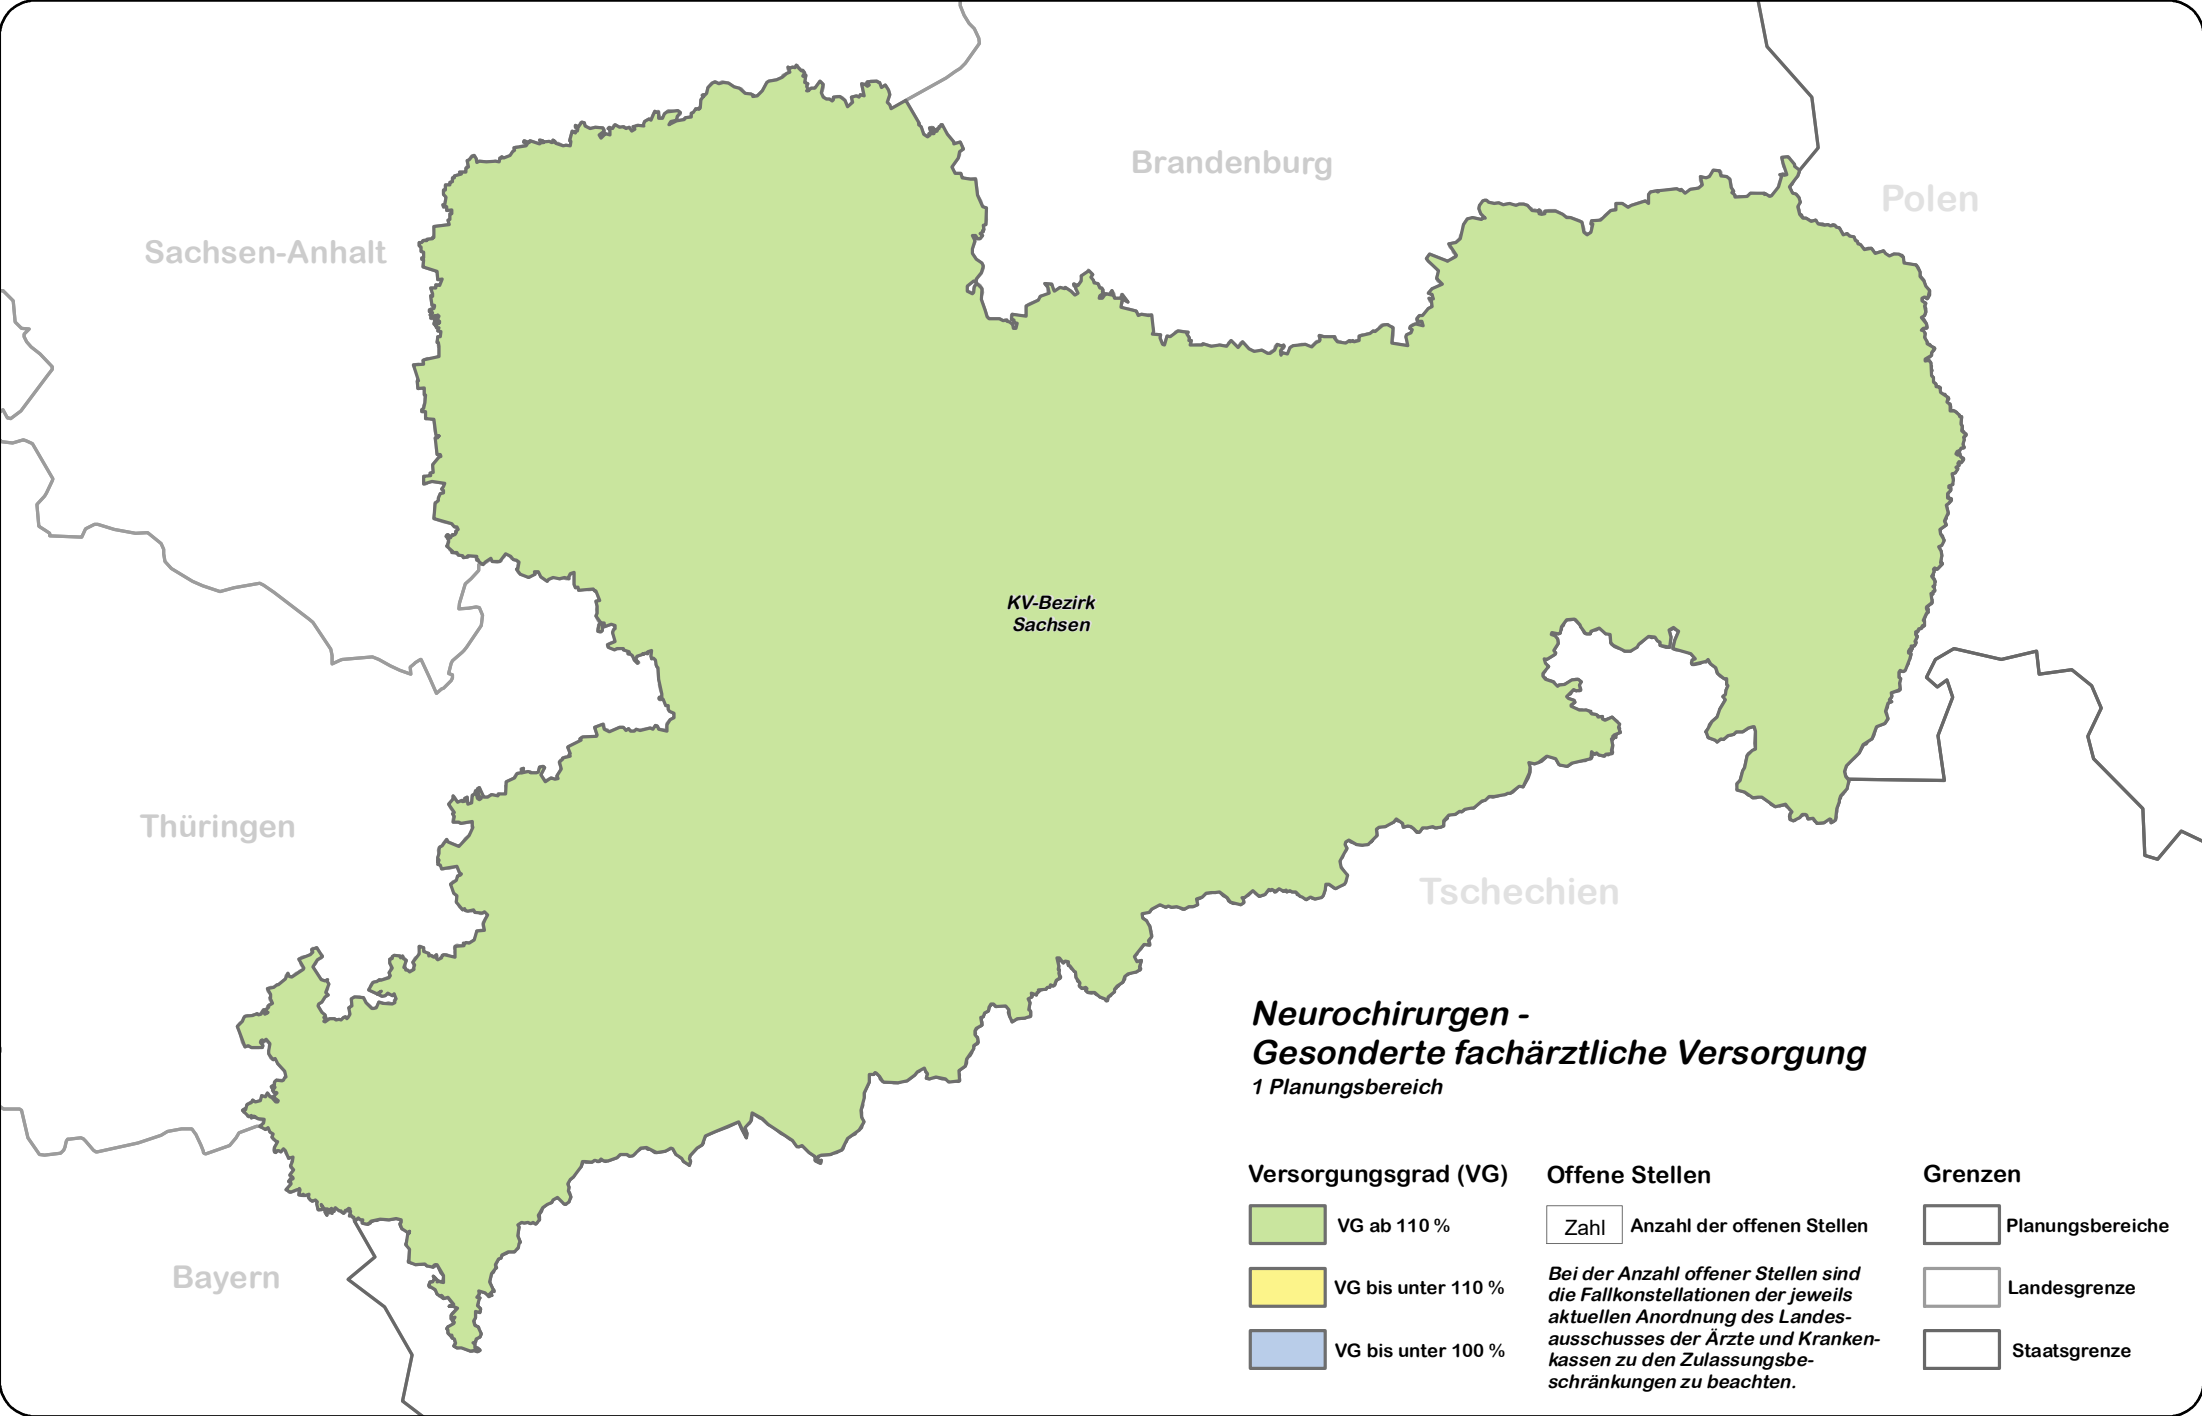 Brandenburg
Polen
Sachsen-Anhalt
KV-Bezirk
Sachsen
Thüringen
Tschechien
Bayern
Neurochirurgen -
Gesonderte fachärztliche Versorgung
1 Planungsbereich
Versorgungsgrad (VG)
VG ab 110 %
VG bis unter 110 %
VG bis unter 100 %
Offene Stellen
Zahl Anzahl der offenen Stellen
Bei der Anzahl offener Stellen sind
die Fallkonstellationen der jeweils
aktuellen Anordnung des Landes-
ausschusses der Ärzte und Kranken-
kassen zu den Zulassungsbe-
schränkungen zu beachten.
Grenzen
Planungsbereiche
Landesgrenze
Staatsgrenze